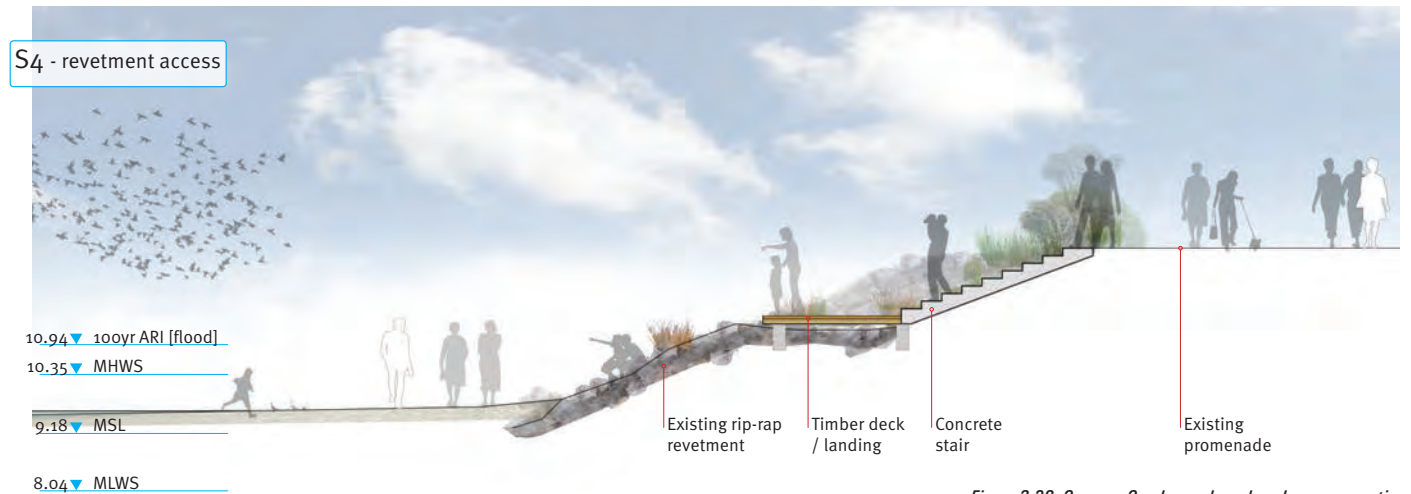 S4 - revetment access
10.94 100yr ARI [flood]
10.35 MHWS
9.18 MSL
8.04 MLWS
Existing rip-rap
revetment
Timber deck
/ landing
Concrete
stair
Existing
promenade